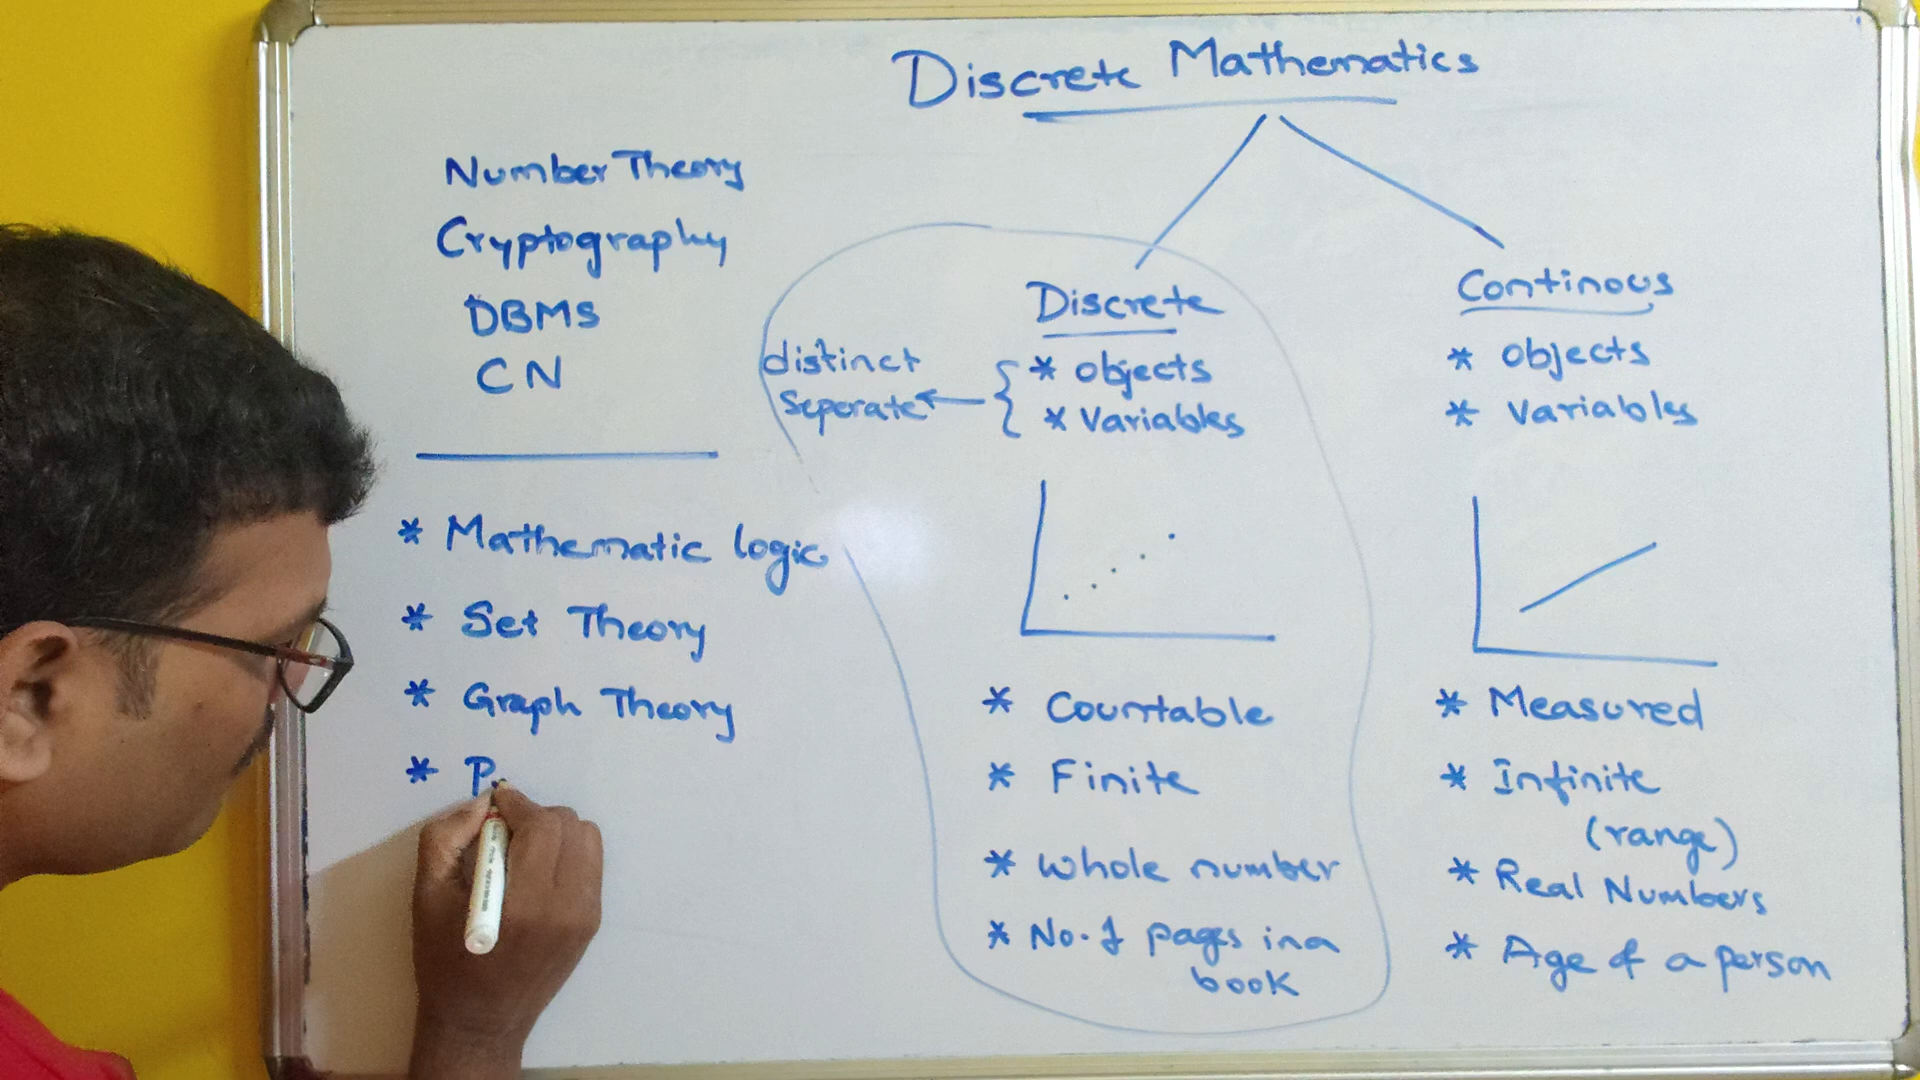 Discrete Mathematics
Number Theory
Cryptography
DBMS
CN
* Mathematic logic
* Set Theory
* Graph Theory
* P
Discrete
* objects
* Variables
distinct
Seperate
* Countable
* Finite
* Whole number
* No. of pages in a
book
Continous
* objects
* Variables
* Measured
* Infinite
(range)
* Real Numbers
* Age of a person